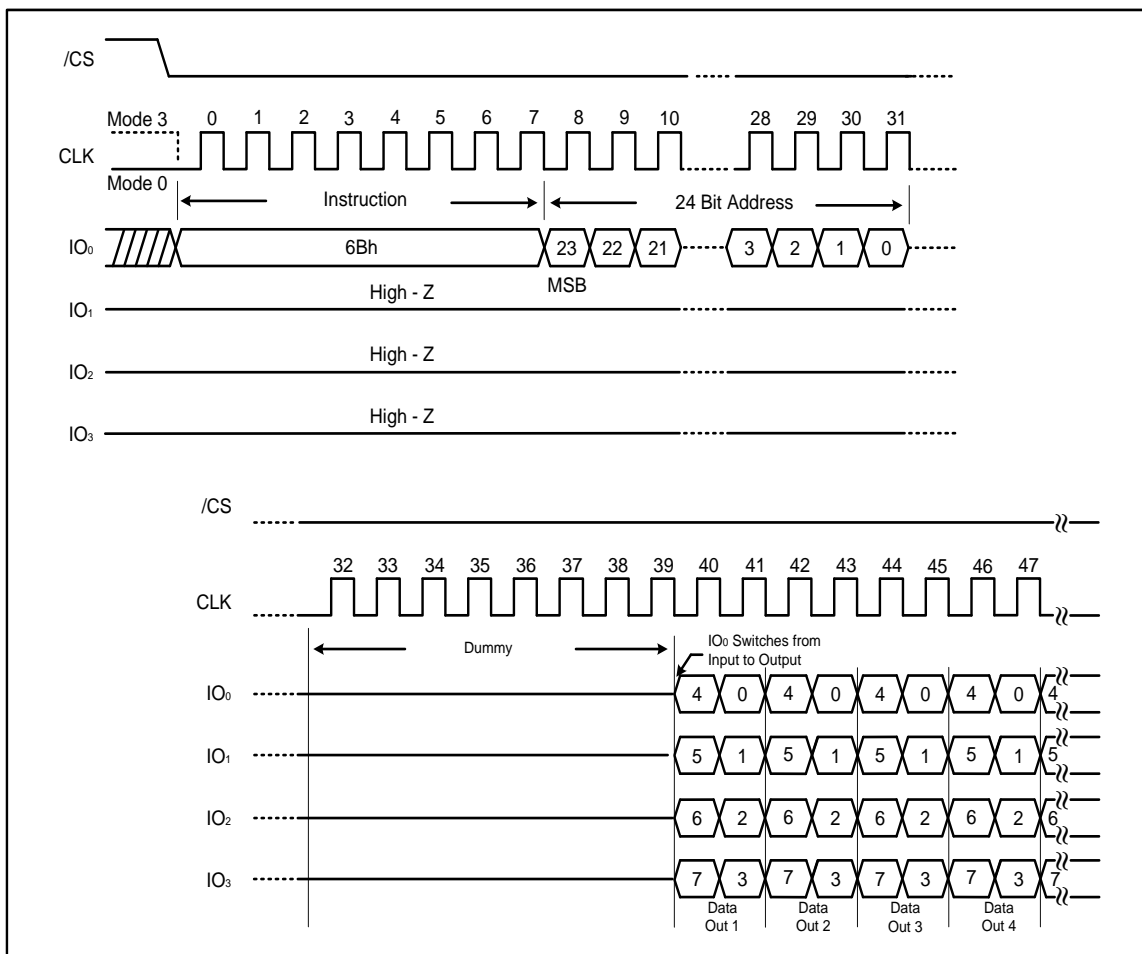 /CS
Mode 3 0 1 2 3 4 5 6 7 8 9 10 28 29 30 31
CLK
Mode 0
Instruction 24 Bit Address
IO₀ 6Bh 23 22 21 3 2 1 0
MSB
High - Z
IO₁
High - Z
IO₂
High - Z
IO₃
/CS
32 33 34 35 36 37 38 39 40 41 42 43 44 45 46 47
CLK
Dummy
IO₀ Switches from
Input to Output
IO₀ 4 0 4 0 4 0 4 0 4
IO₁ 5 1 5 1 5 1 5 1 5
IO₂ 6 2 6 2 6 2 6 2 6
IO₃ 7 3 7 3 7 3 7 3 7
Data Data Data Data
Out 1 Out 2 Out 3 Out 4